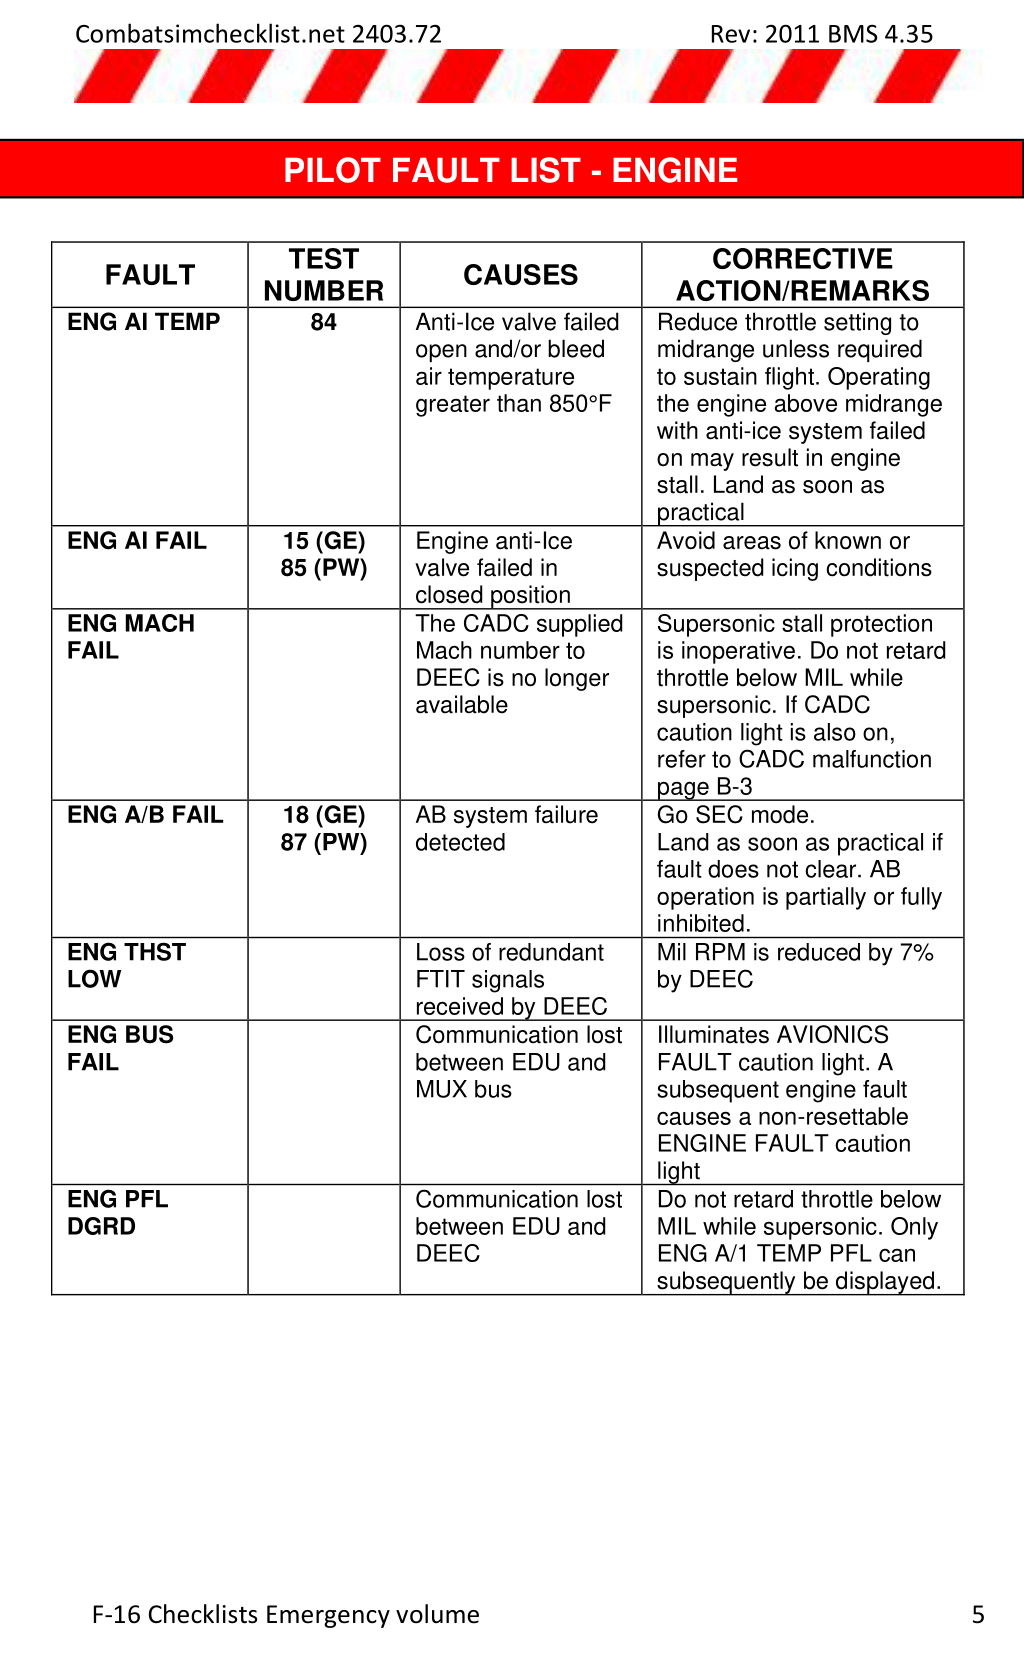 Combatsimchecklist.net 2403.72 Rev: 2011 BMS 4.35
PILOT FAULT LIST - ENGINE
FAULT
TEST
NUMBER
CAUSES
CORRECTIVE
ACTION/REMARKS
ENG AI TEMP
84
Anti-Ice valve failed
open and/or bleed
air temperature
greater than 850°F
Reduce throttle setting to
midrange unless required
to sustain flight. Operating
the engine above midrange
with anti-ice system failed
on may result in engine
stall. Land as soon as
practical
ENG AI FAIL
15 (GE)
85 (PW)
Engine anti-Ice
valve failed in
closed position
Avoid areas of known or
suspected icing conditions
ENG MACH
FAIL
The CADC supplied
Mach number to
DEEC is no longer
available
Supersonic stall protection
is inoperative. Do not retard
throttle below MIL while
supersonic. If CADC
caution light is also on,
refer to CADC malfunction
page B-3
ENG A/B FAIL
18 (GE)
87 (PW)
AB system failure
detected
Go SEC mode.
Land as soon as practical if
fault does not clear. AB
operation is partially or fully
inhibited.
ENG THST
LOW
Loss of redundant
FTIT signals
received by DEEC
Mil RPM is reduced by 7%
by DEEC
ENG BUS
FAIL
Communication lost
between EDU and
MUX bus
Illuminates AVIONICS
FAULT caution light. A
subsequent engine fault
causes a non-resettable
ENGINE FAULT caution
light
ENG PFL
DGRD
Communication lost
between EDU and
DEEC
Do not retard throttle below
MIL while supersonic. Only
ENG A/1 TEMP PFL can
subsequently be displayed.
F-16 Checklists Emergency volume 5